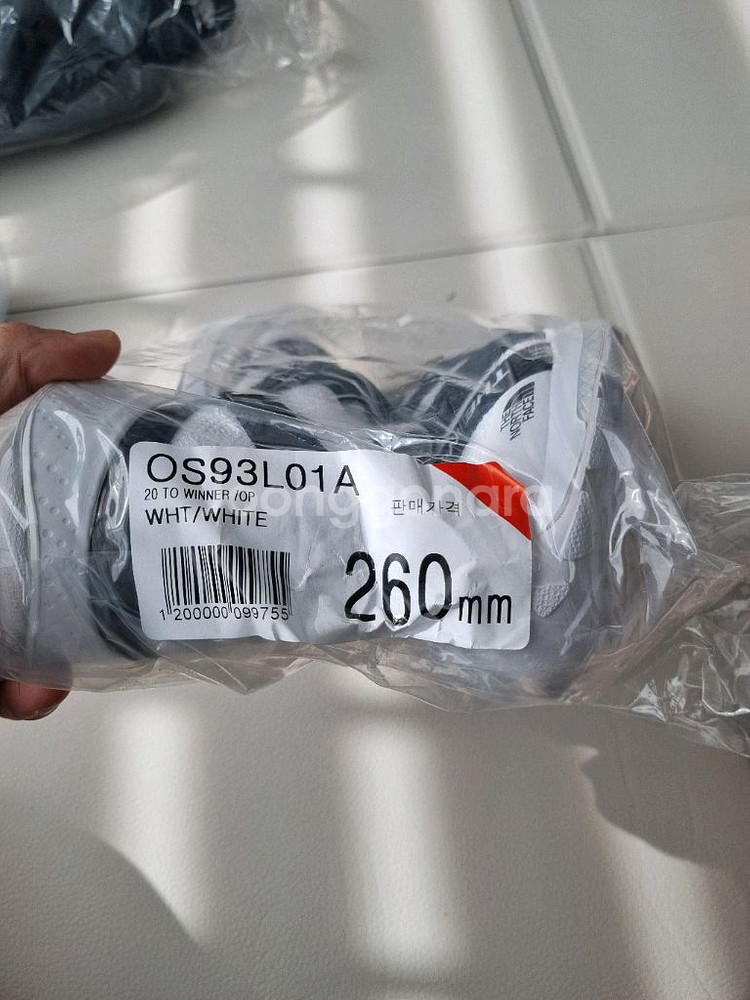 THE
NORTH
FACE
OS93L01A
20 TO WINNER /OP
WHT/WHITE
판매가격
1 200000 099755
260mm